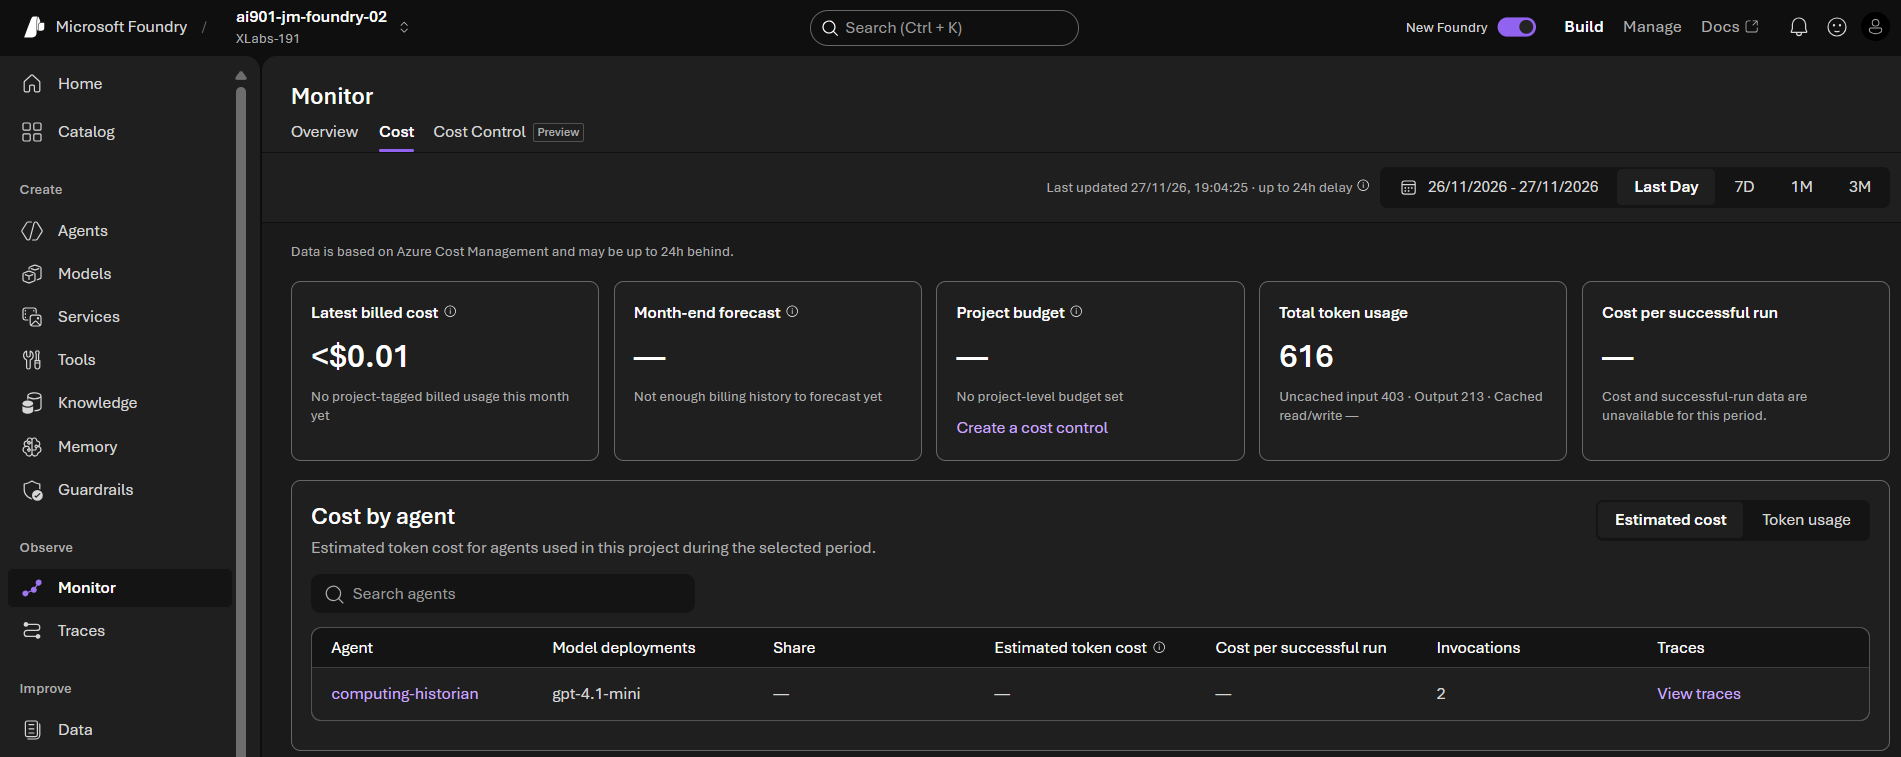 Microsoft Foundry / ai901-jm-foundry-02
XLabs-191
Search (Ctrl + K)
New Foundry
Build
Manage
Docs
Home
Catalog
Create
Agents
Models
Services
Tools
Knowledge
Memory
Guardrails
Observe
Monitor
Traces
Improve
Data
Monitor
Overview
Cost
Cost Control Preview
Last updated 27/11/26, 19:04:25 · up to 24h delay
26/11/2026 - 27/11/2026
Last Day
7D
1M
3M
Data is based on Azure Cost Management and may be up to 24h behind.
Latest billed cost
<$0.01
No project-tagged billed usage this month
yet
Month-end forecast
—
Not enough billing history to forecast yet
Project budget
—
No project-level budget set
Create a cost control
Total token usage
616
Uncached input 403 · Output 213 · Cached
read/write —
Cost per successful run
—
Cost and successful-run data are
unavailable for this period.
Cost by agent
Estimated token cost for agents used in this project during the selected period.
Estimated cost
Token usage
Search agents
Agent Model deployments Share Estimated token cost Cost per successful run Invocations Traces
computing-historian gpt-4.1-mini — — — 2 View traces